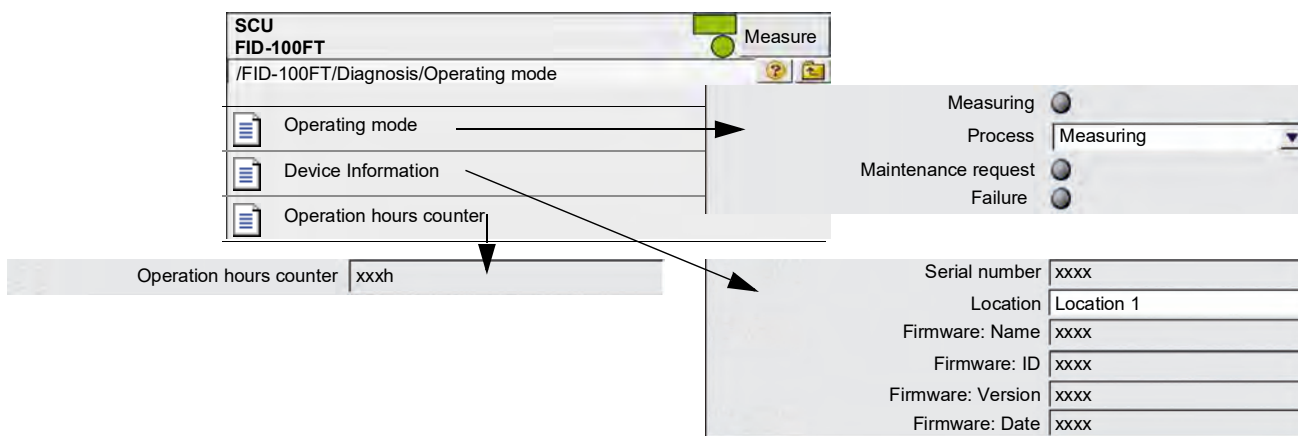 SCU
FID-100FT
Measure
/FID-100FT/Diagnosis/Operating mode
Operating mode
Device Information
Operation hours counter
Measuring
Process Measuring
Maintenance request
Failure
Operation hours counter xxxh
Serial number xxxx
Location Location 1
Firmware: Name xxxx
Firmware: ID xxxx
Firmware: Version xxxx
Firmware: Date xxxx